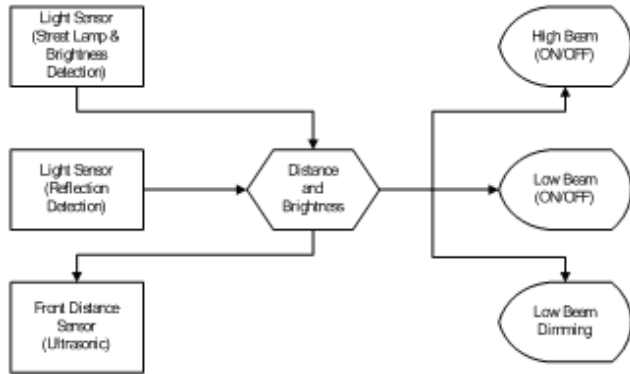 Light Sensor
(Street Lamp &
Brightness
Detection)
High Beam
(ON/OFF)
Light Sensor
(Reflection
Detection)
Distance
and
Brightness
Low Beam
(ON/OFF)
Front Distance
Sensor
(Ultrasonic)
Low Beam
Dimming